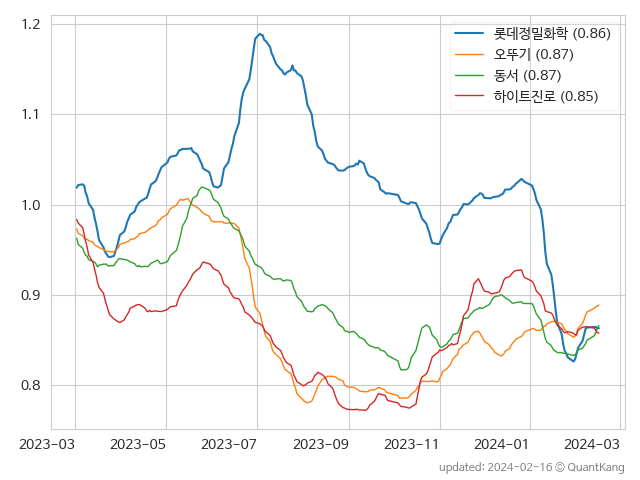 1.2
1.1
1.0
0.9
0.8
롯데정밀화학 (0.86)
오뚜기 (0.87)
동서 (0.87)
하이트진로 (0.85)
2023-03 2023-05 2023-07 2023-09 2023-11 2024-01 2024-03
updated: 2024-02-16 © QuantKang